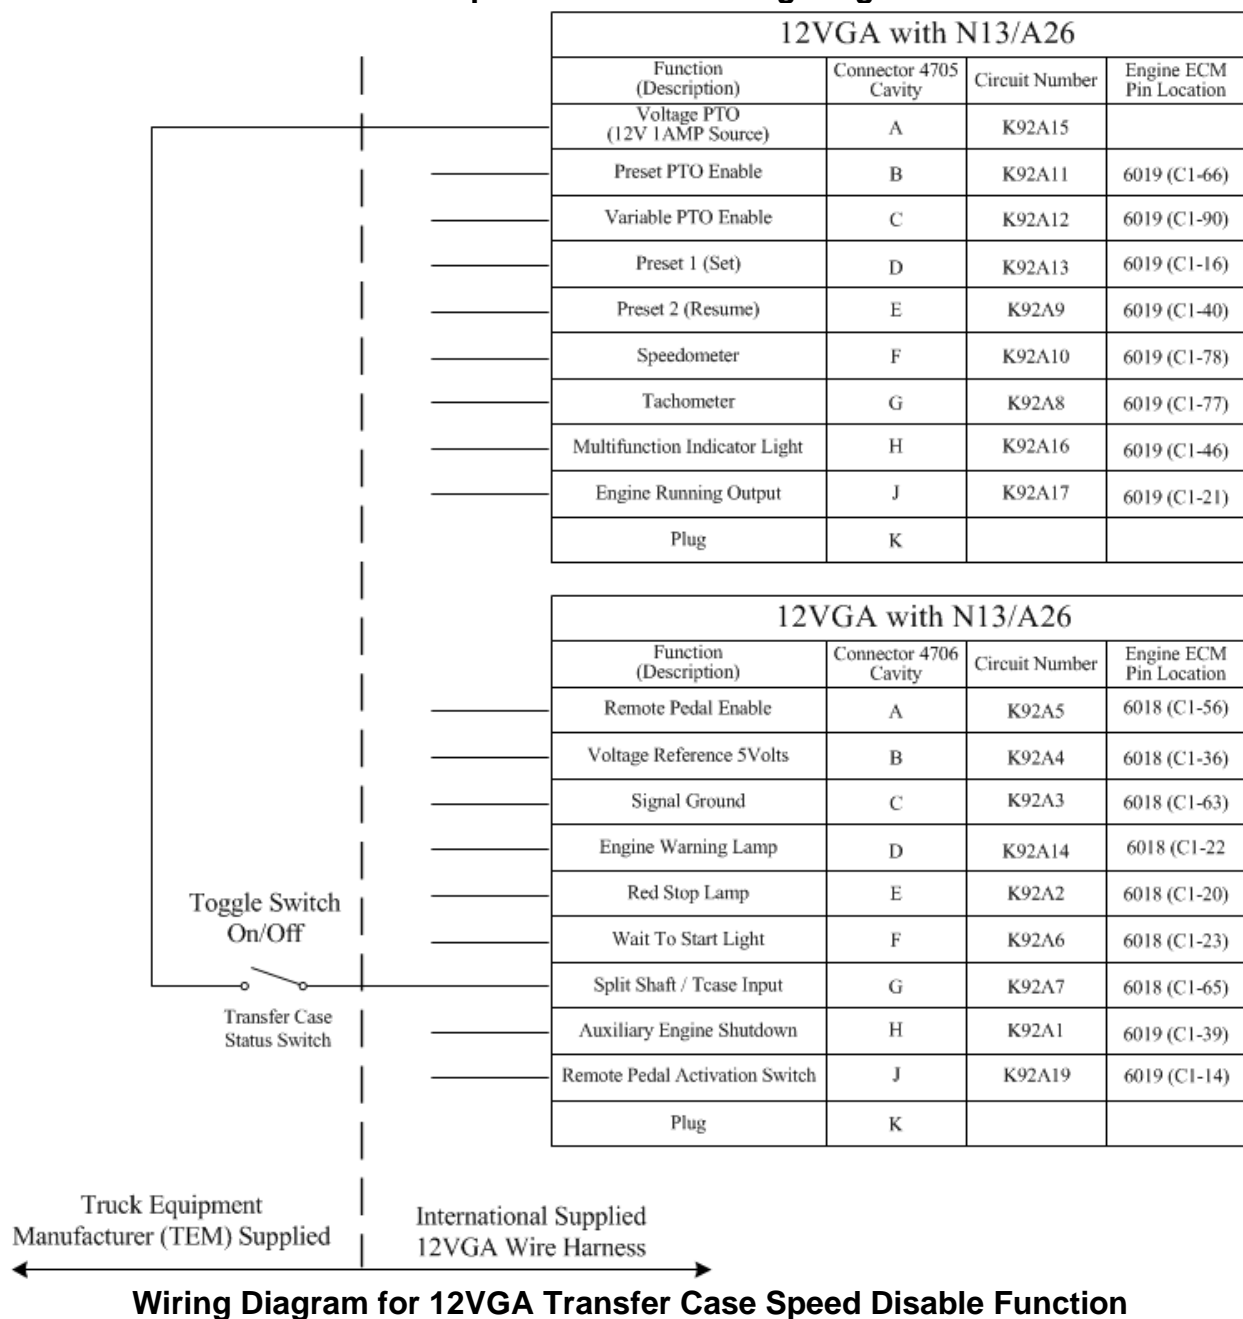 12VGA with N13/A26
Function
(Description)
Connector 4705
Cavity
Circuit Number
Engine ECM
Pin Location
Voltage PTO
(12V 1AMP Source)
A
K92A15
Preset PTO Enable
B
K92A11
6019 (C1-66)
Variable PTO Enable
C
K92A12
6019 (C1-90)
Preset 1 (Set)
D
K92A13
6019 (C1-16)
Preset 2 (Resume)
E
K92A9
6019 (C1-40)
Speedometer
F
K92A10
6019 (C1-78)
Tachometer
G
K92A8
6019 (C1-77)
Multifunction Indicator Light
H
K92A16
6019 (C1-46)
Engine Running Output
J
K92A17
6019 (C1-21)
Plug
K
12VGA with N13/A26
Function
(Description)
Connector 4706
Cavity
Circuit Number
Engine ECM
Pin Location
Remote Pedal Enable
A
K92A5
6018 (C1-56)
Voltage Reference 5Volts
B
K92A4
6018 (C1-36)
Signal Ground
C
K92A3
6018 (C1-63)
Engine Warning Lamp
D
K92A14
6018 (C1-22
Red Stop Lamp
E
K92A2
6018 (C1-20)
Wait To Start Light
F
K92A6
6018 (C1-23)
Split Shaft / Tcase Input
G
K92A7
6018 (C1-65)
Auxiliary Engine Shutdown
H
K92A1
6019 (C1-39)
Remote Pedal Activation Switch
J
K92A19
6019 (C1-14)
Plug
K
Toggle Switch
On/Off
Transfer Case
Status Switch
Truck Equipment
Manufacturer (TEM) Supplied
International Supplied
12VGA Wire Harness
Wiring Diagram for 12VGA Transfer Case Speed Disable Function